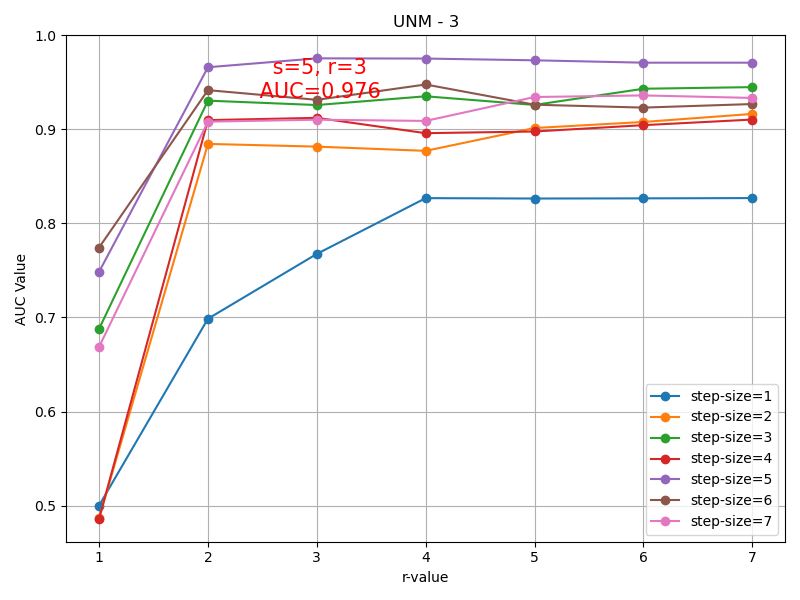 UNM - 3
1.0
0.9
0.8
0.7
0.6
0.5
AUC Value
s=5, r=3
AUC=0.976
step-size=1
step-size=2
step-size=3
step-size=4
step-size=5
step-size=6
step-size=7
1 2 3 4 5 6 7
r-value